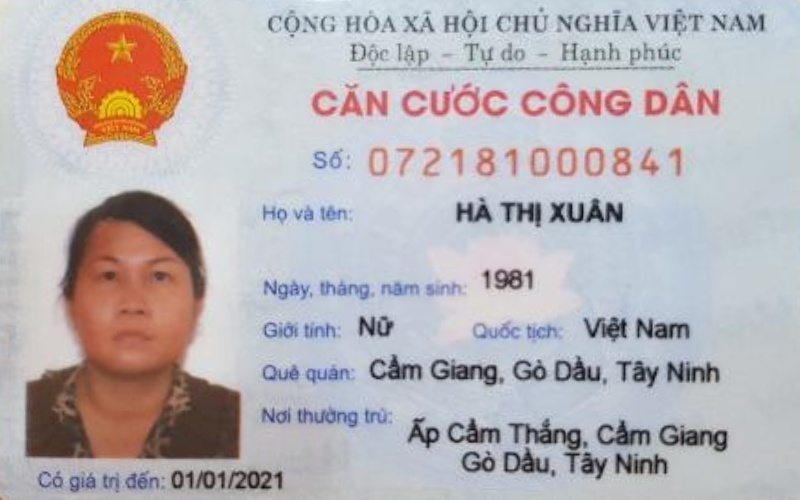 CỘNG HÒA XÃ HỘI CHỦ NGHĨA VIỆT NAM
Độc lập - Tự do - Hạnh phúc
CĂN CƯỚC CÔNG DÂN
Số: 072181000841
Họ và tên: HÀ THỊ XUÂN
Ngày, tháng, năm sinh: 1981
Giới tính: Nữ Quốc tịch: Việt Nam
Quê quán: Cẩm Giang, Gò Dầu, Tây Ninh
Nơi thường trú: Ấp Cẩm Thắng, Cẩm Giang
Gò Dầu, Tây Ninh
Có giá trị đến: 01/01/2021
VIỆT NAM